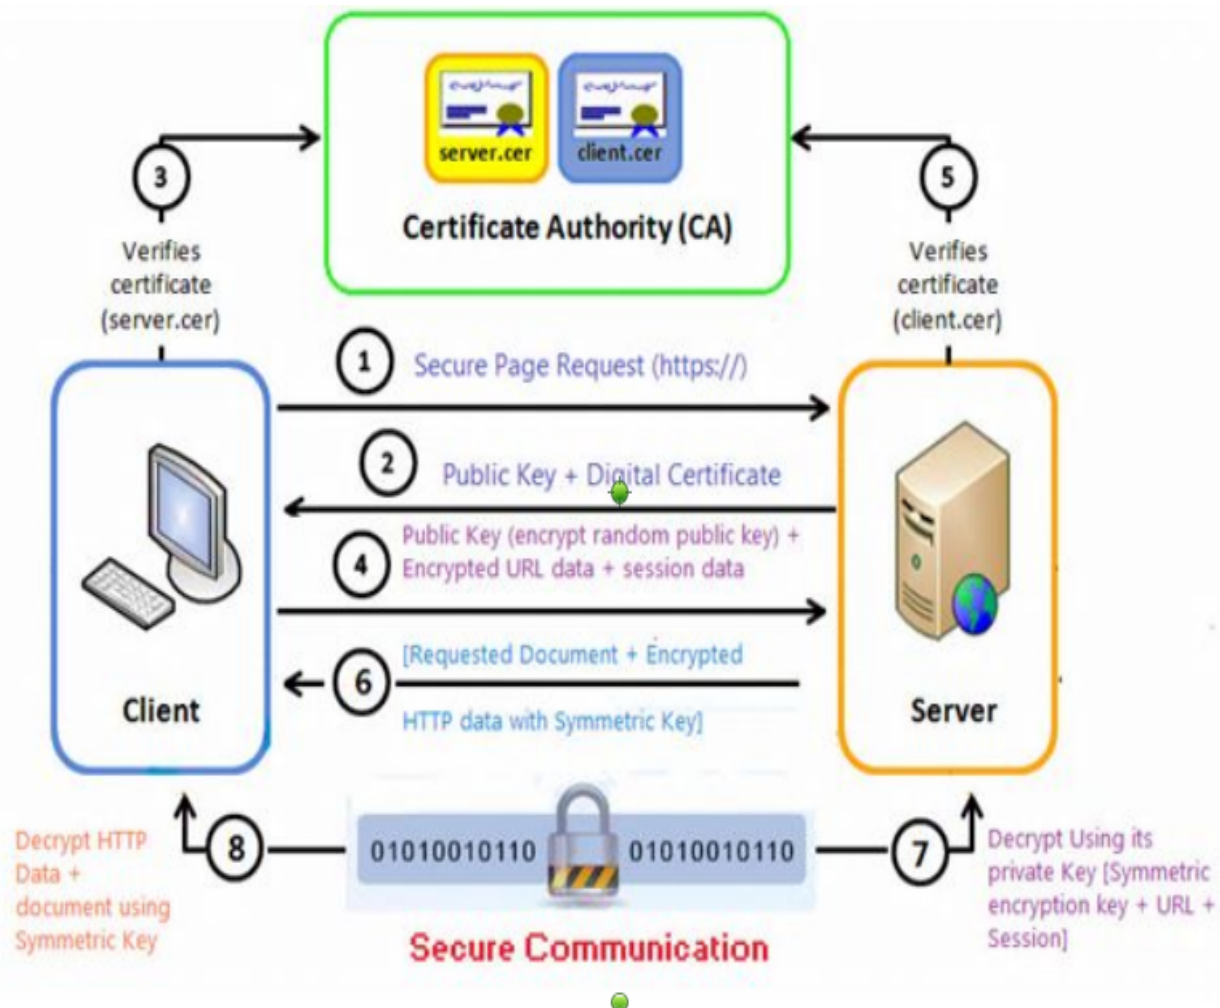 server.cer
client.cer
Certificate Authority (CA)
3
Verifies
certificate
(server.cer)
5
Verifies
certificate
(client.cer)
1
Secure Page Request (https://)
2
Public Key + Digital Certificate
4
Public Key (encrypt random public key) +
Encrypted URL data + session data
6
[Requested Document + Encrypted
HTTP data with Symmetric Key]
Client
Server
8
Decrypt HTTP
Data +
document using
Symmetric Key
01010010110
01010010110
7
Decrypt Using its
private Key [Symmetric
encryption key + URL +
Session]
Secure Communication